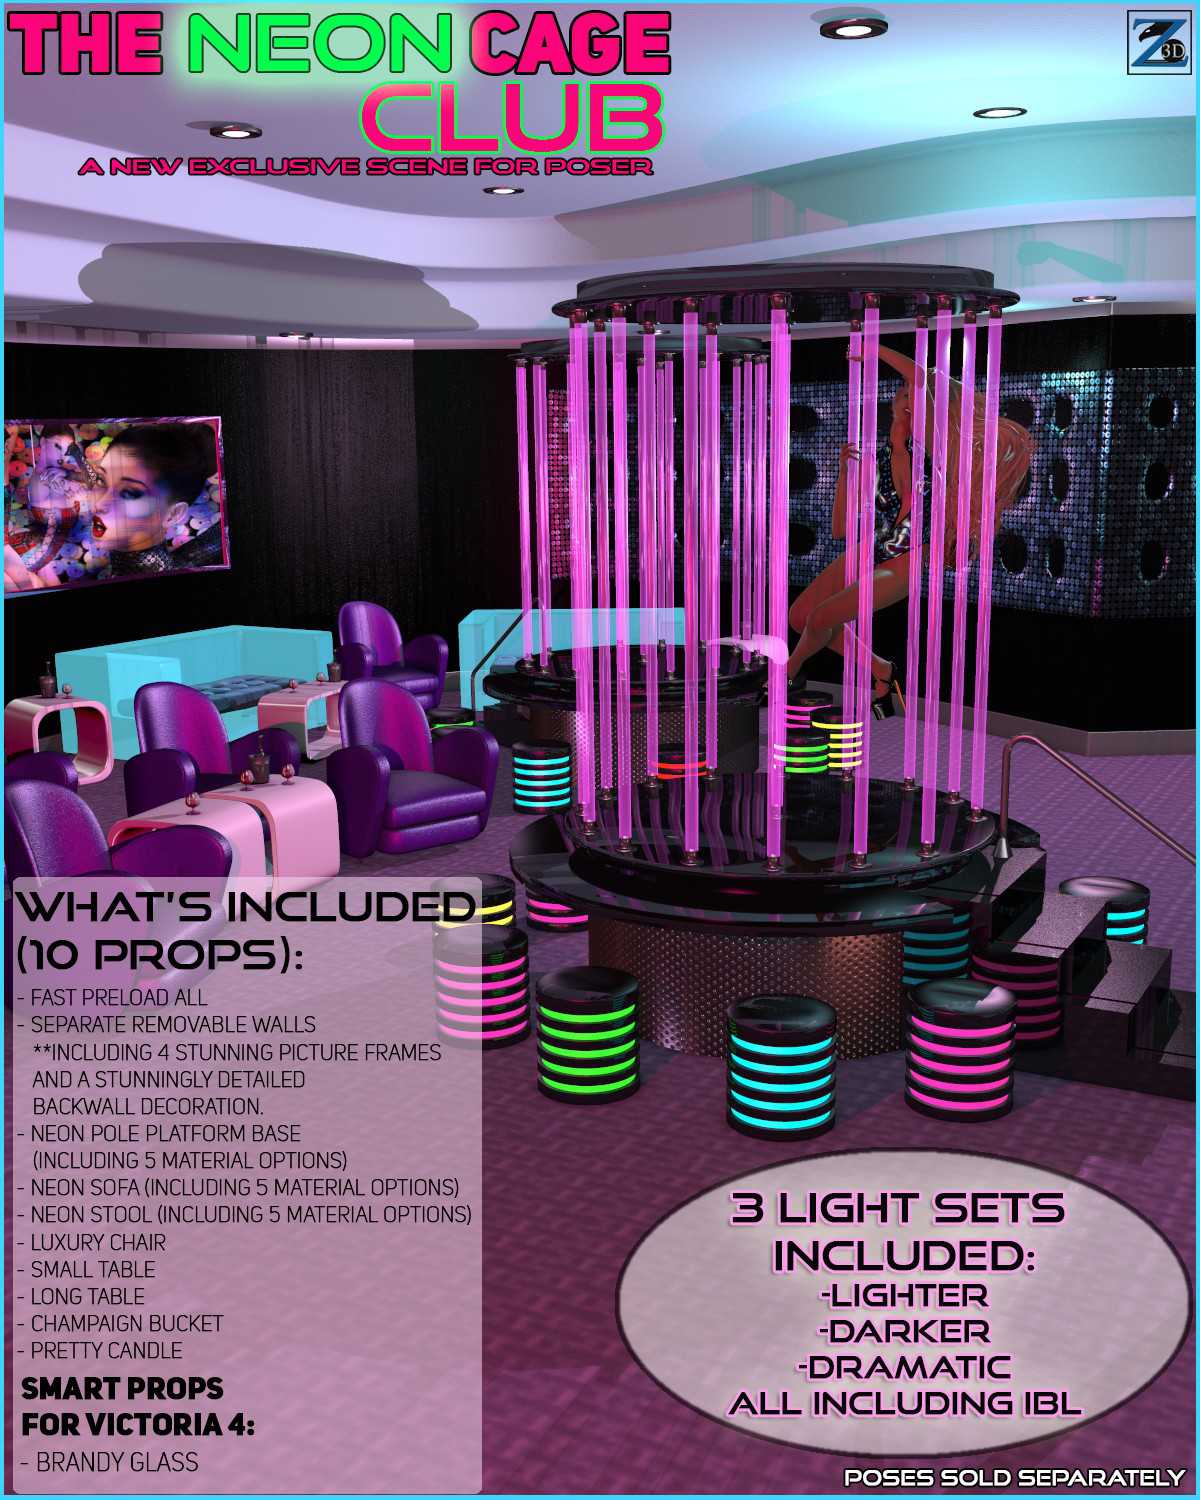 THE NEON CAGE
CLUB
A NEW EXCLUSIVE SCENE FOR POSER
Z
3D
WHAT'S INCLUDED
(10 PROPS):
- FAST PRELOAD ALL
- SEPARATE REMOVABLE WALLS
**INCLUDING 4 STUNNING PICTURE FRAMES
AND A STUNNINGLY DETAILED
BACKWALL DECORATION.
- NEON POLE PLATFORM BASE
(INCLUDING 5 MATERIAL OPTIONS)
- NEON SOFA (INCLUDING 5 MATERIAL OPTIONS)
- NEON STOOL (INCLUDING 5 MATERIAL OPTIONS)
- LUXURY CHAIR
- SMALL TABLE
- LONG TABLE
- CHAMPAIGN BUCKET
- PRETTY CANDLE
SMART PROPS
FOR VICTORIA 4:
- BRANDY GLASS
3 LIGHT SETS
INCLUDED:
-LIGHTER
-DARKER
-DRAMATIC
ALL INCLUDING IBL
POSES SOLD SEPARATELY